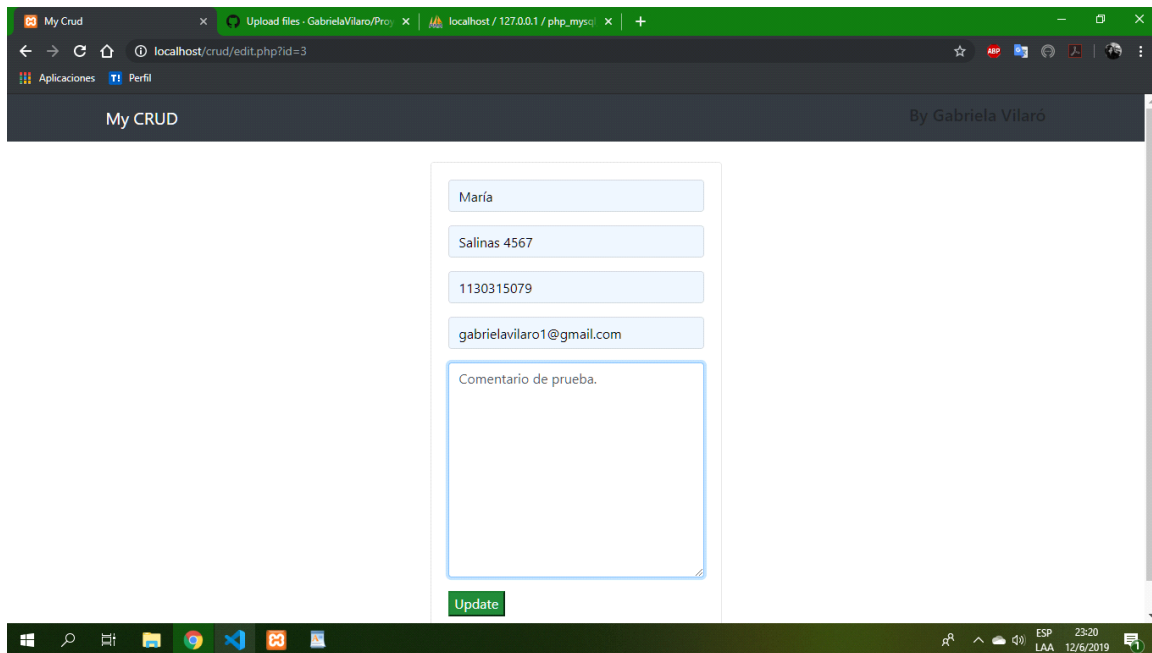 My Crud
Upload files · GabrielaVilaro/Proy
localhost / 127.0.0.1 / php_mysql
localhost/crud/edit.php?id=3
ABP
Aplicaciones T! Perfil
My CRUD
By Gabriela Vilaró
María
Salinas 4567
1130315079
gabrielavilaro1@gmail.com
Comentario de prueba.
Update
ESP 23:20
LAA 12/6/2019
1